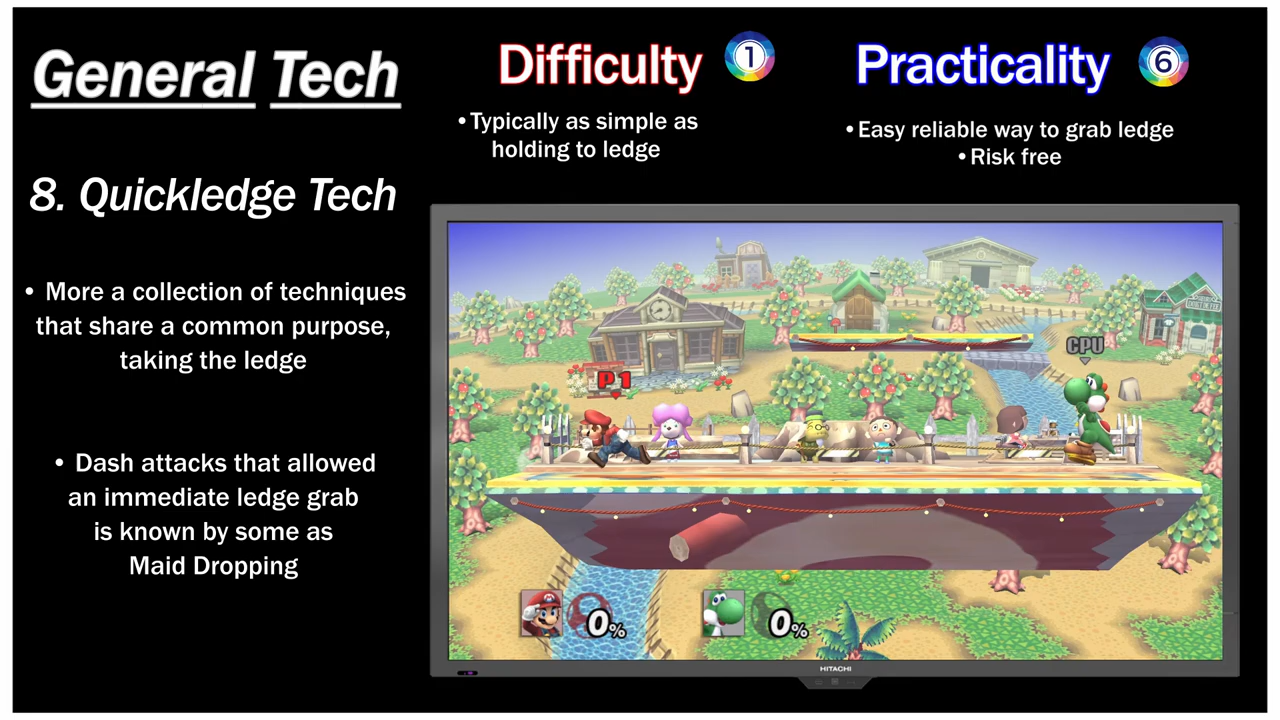 General Tech
Difficulty 1
Practicality 6
•Typically as simple as
holding to ledge
•Easy reliable way to grab ledge
•Risk free
8. Quickledge Tech
• More a collection of techniques
that share a common purpose,
taking the ledge
• Dash attacks that allowed
an immediate ledge grab
is known by some as
Maid Dropping
CPU
P1
0%
0%
HITACHI